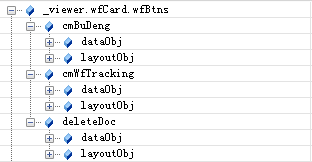 _viewer.wfCard.wfBtns
cmBuDeng
dataObj
layoutObj
cmWfTracking
dataObj
layoutObj
deleteDoc
dataObj
layoutObj